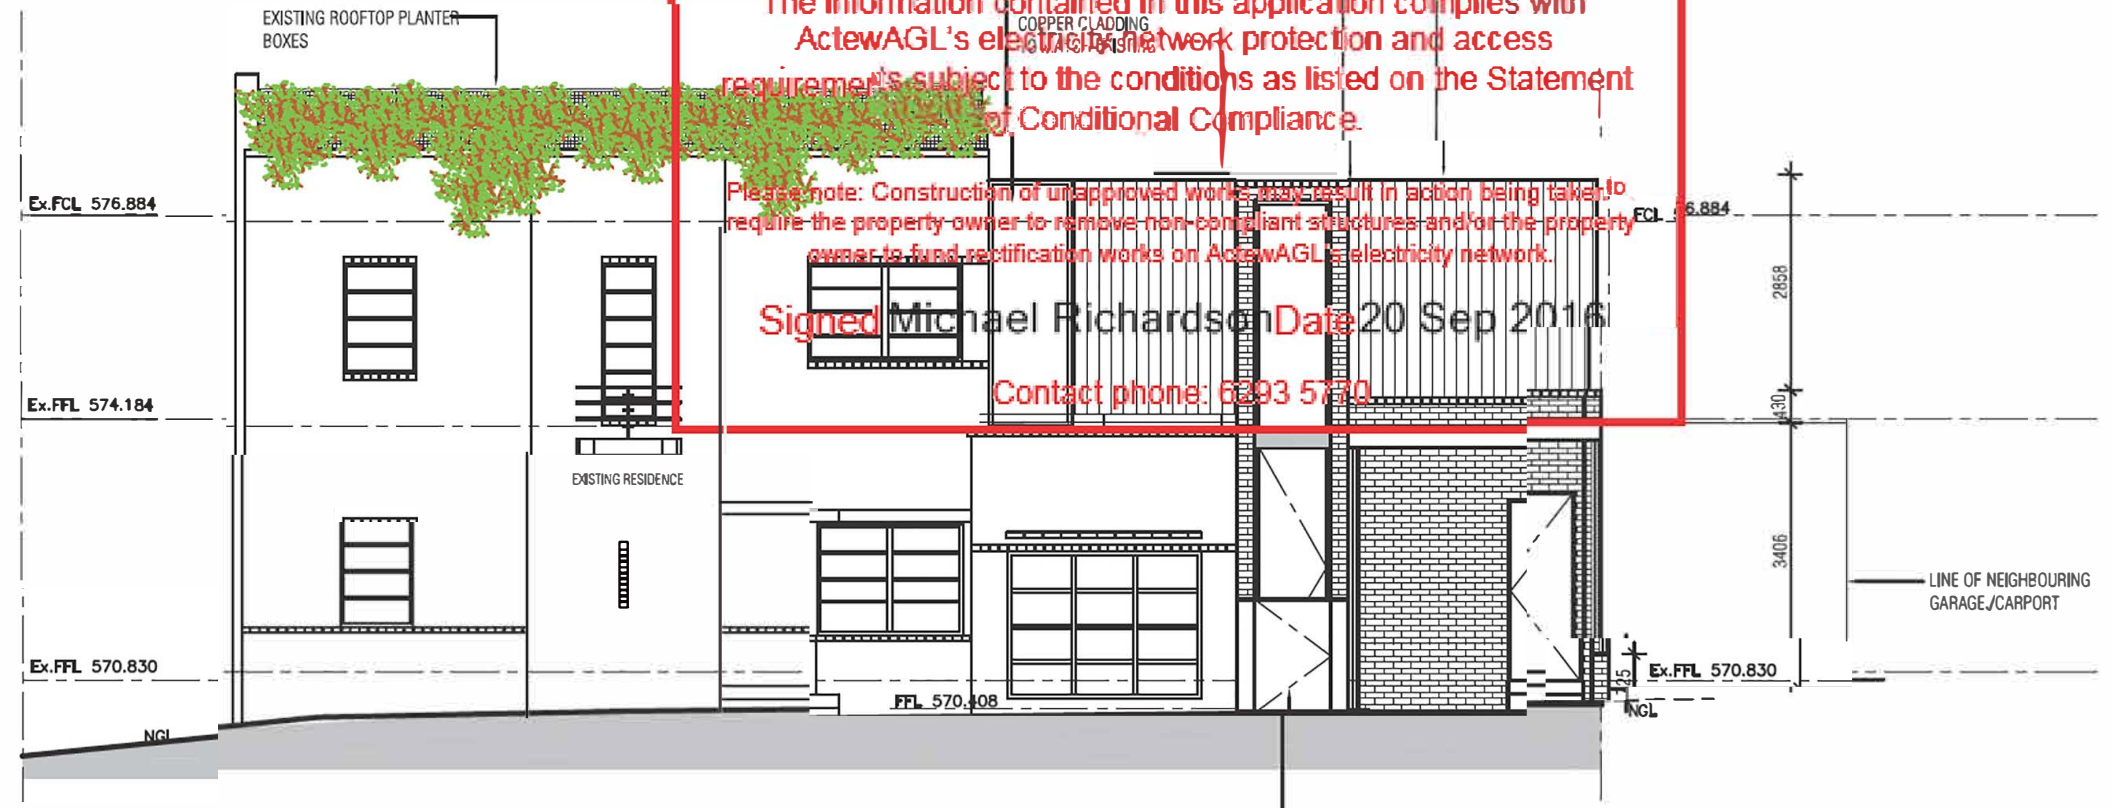 EXISTING ROOFTOP PLANTER
BOXES
The information contained in this application complies with
ActewAGL's electricity network protection and access
requirements subject to the conditions as listed on the Statement
of Conditional Compliance.
COPPER CLADDING
TO MATCH EXISTING
Please note: Construction of unapproved works may result in action being taken to
require the property owner to remove non-compliant structures and/or the property
owner to fund rectification works on ActewAGL's electricity network.
Signed Michael Richardson Date 20 Sep 2016
Contact phone: 6293 5770
Ex.FCL 576.884
FCL 6.884
2858
Ex.FFL 574.184
430
EXISTING RESIDENCE
3406
LINE OF NEIGHBOURING
GARAGE/CARPORT
Ex.FFL 570.830
Ex.FFL 570.830
FFL 570.408
NGL
NGL